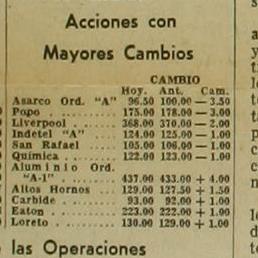 Acciones con
Mayores Cambios
CAMBIO
Hoy. Ant. Cam.
Asarco Ord. "A" 96.50 100.00 — 3.50
Popo . . . . . . . 175.00 178.00 — 3.00
Liverpool . . . . . 368.00 370.00 — 2.00
Indetel "A" . . . . 124.00 125.00 — 1.00
San Rafael . . . . 105.00 106.00 — 1.00
Química . . . . . . 122.00 123.00 — 1.00
Aluminio Ord.
"A-1" . . . . . . 437.00 433.00 + 4.00
Altos Hornos . . . 129.00 127.50 + 1.50
Carbide . . . . . . 93.00 92.00 + 1.00
Eaton . . . . . . . 223.00 222.00 + 1.00
Loreto . . . . . . . 130.00 129.00 + 1.00
las Operaciones